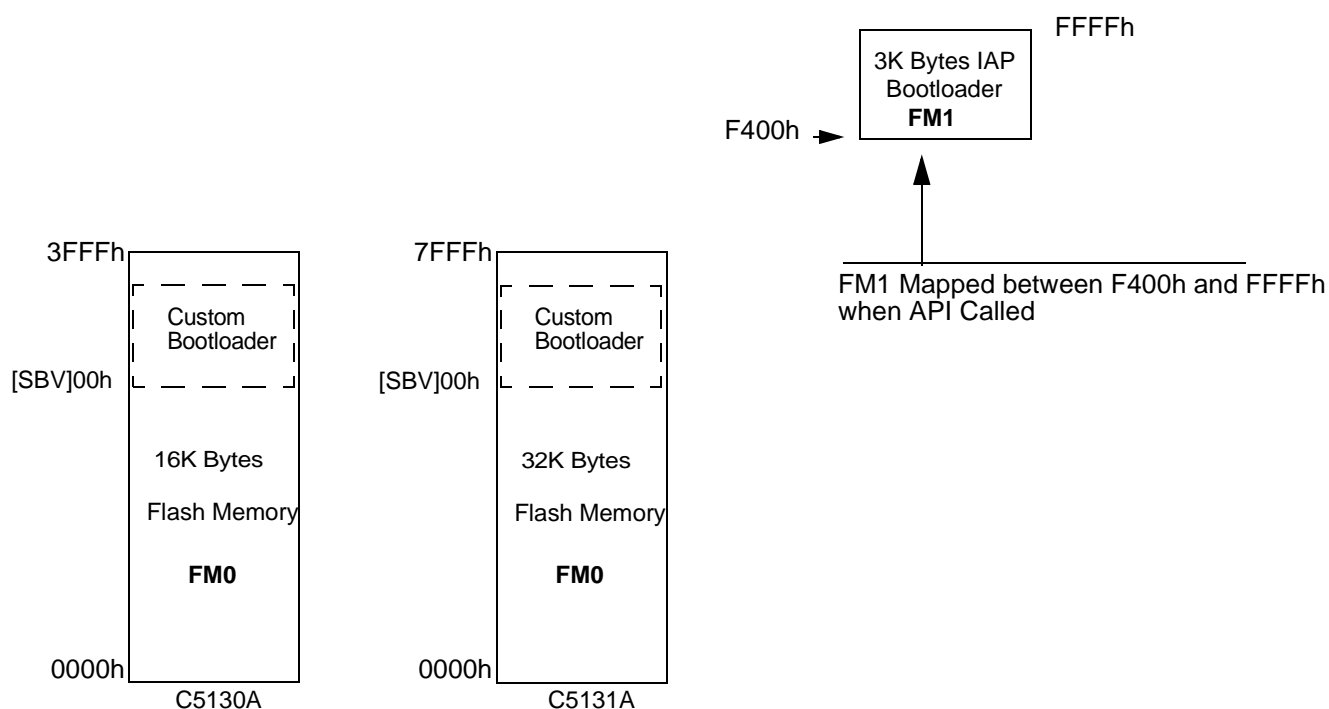 FFFFh
3K Bytes IAP
Bootloader
FM1
F400h
FM1 Mapped between F400h and FFFFh
when API Called
3FFFh
Custom
Bootloader
[SBV]00h
16K Bytes
Flash Memory
FM0
0000h
C5130A
7FFFh
Custom
Bootloader
[SBV]00h
32K Bytes
Flash Memory
FM0
0000h
C5131A